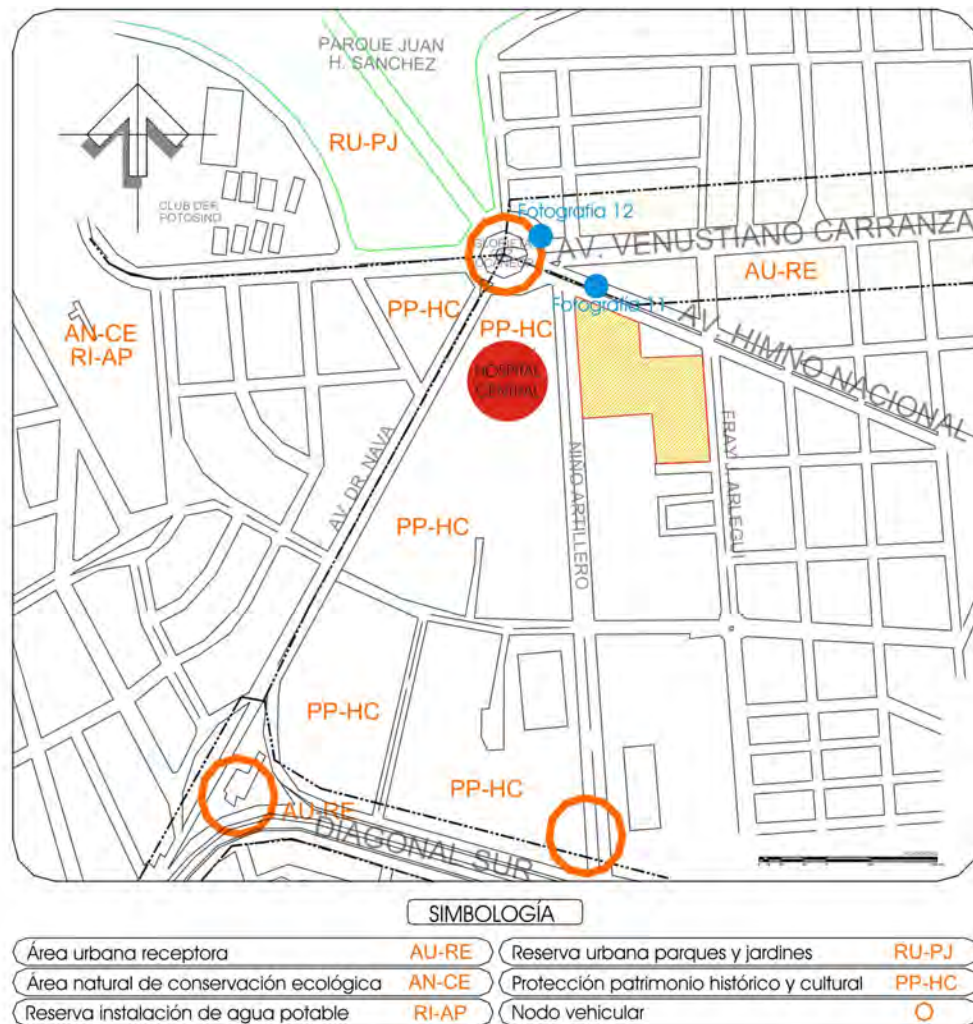 PARQUE JUAN
H. SANCHEZ
RU-PJ
CLUB DEP.
POTOSINO
Fotografía 12
GLORIETA
AV. VENUSTIANO CARRANZA
AU-RE
Fotografía 11
PP-HC
PP-HC
AN-CE
RI-AP
AV. HIMNO NACIONAL
HOSPITAL
CENTRAL
AV. DR. NAVA
NIÑO ARTILLERO
FRAY J. ARLEGUI
PP-HC
PP-HC
PP-HC
AU-RE
DIAGONAL SUR
SIMBOLOGÍA
Área urbana receptora AU-RE
Reserva urbana parques y jardines RU-PJ
Área natural de conservación ecológica AN-CE
Protección patrimonio histórico y cultural PP-HC
Reserva instalación de agua potable RI-AP
Nodo vehicular